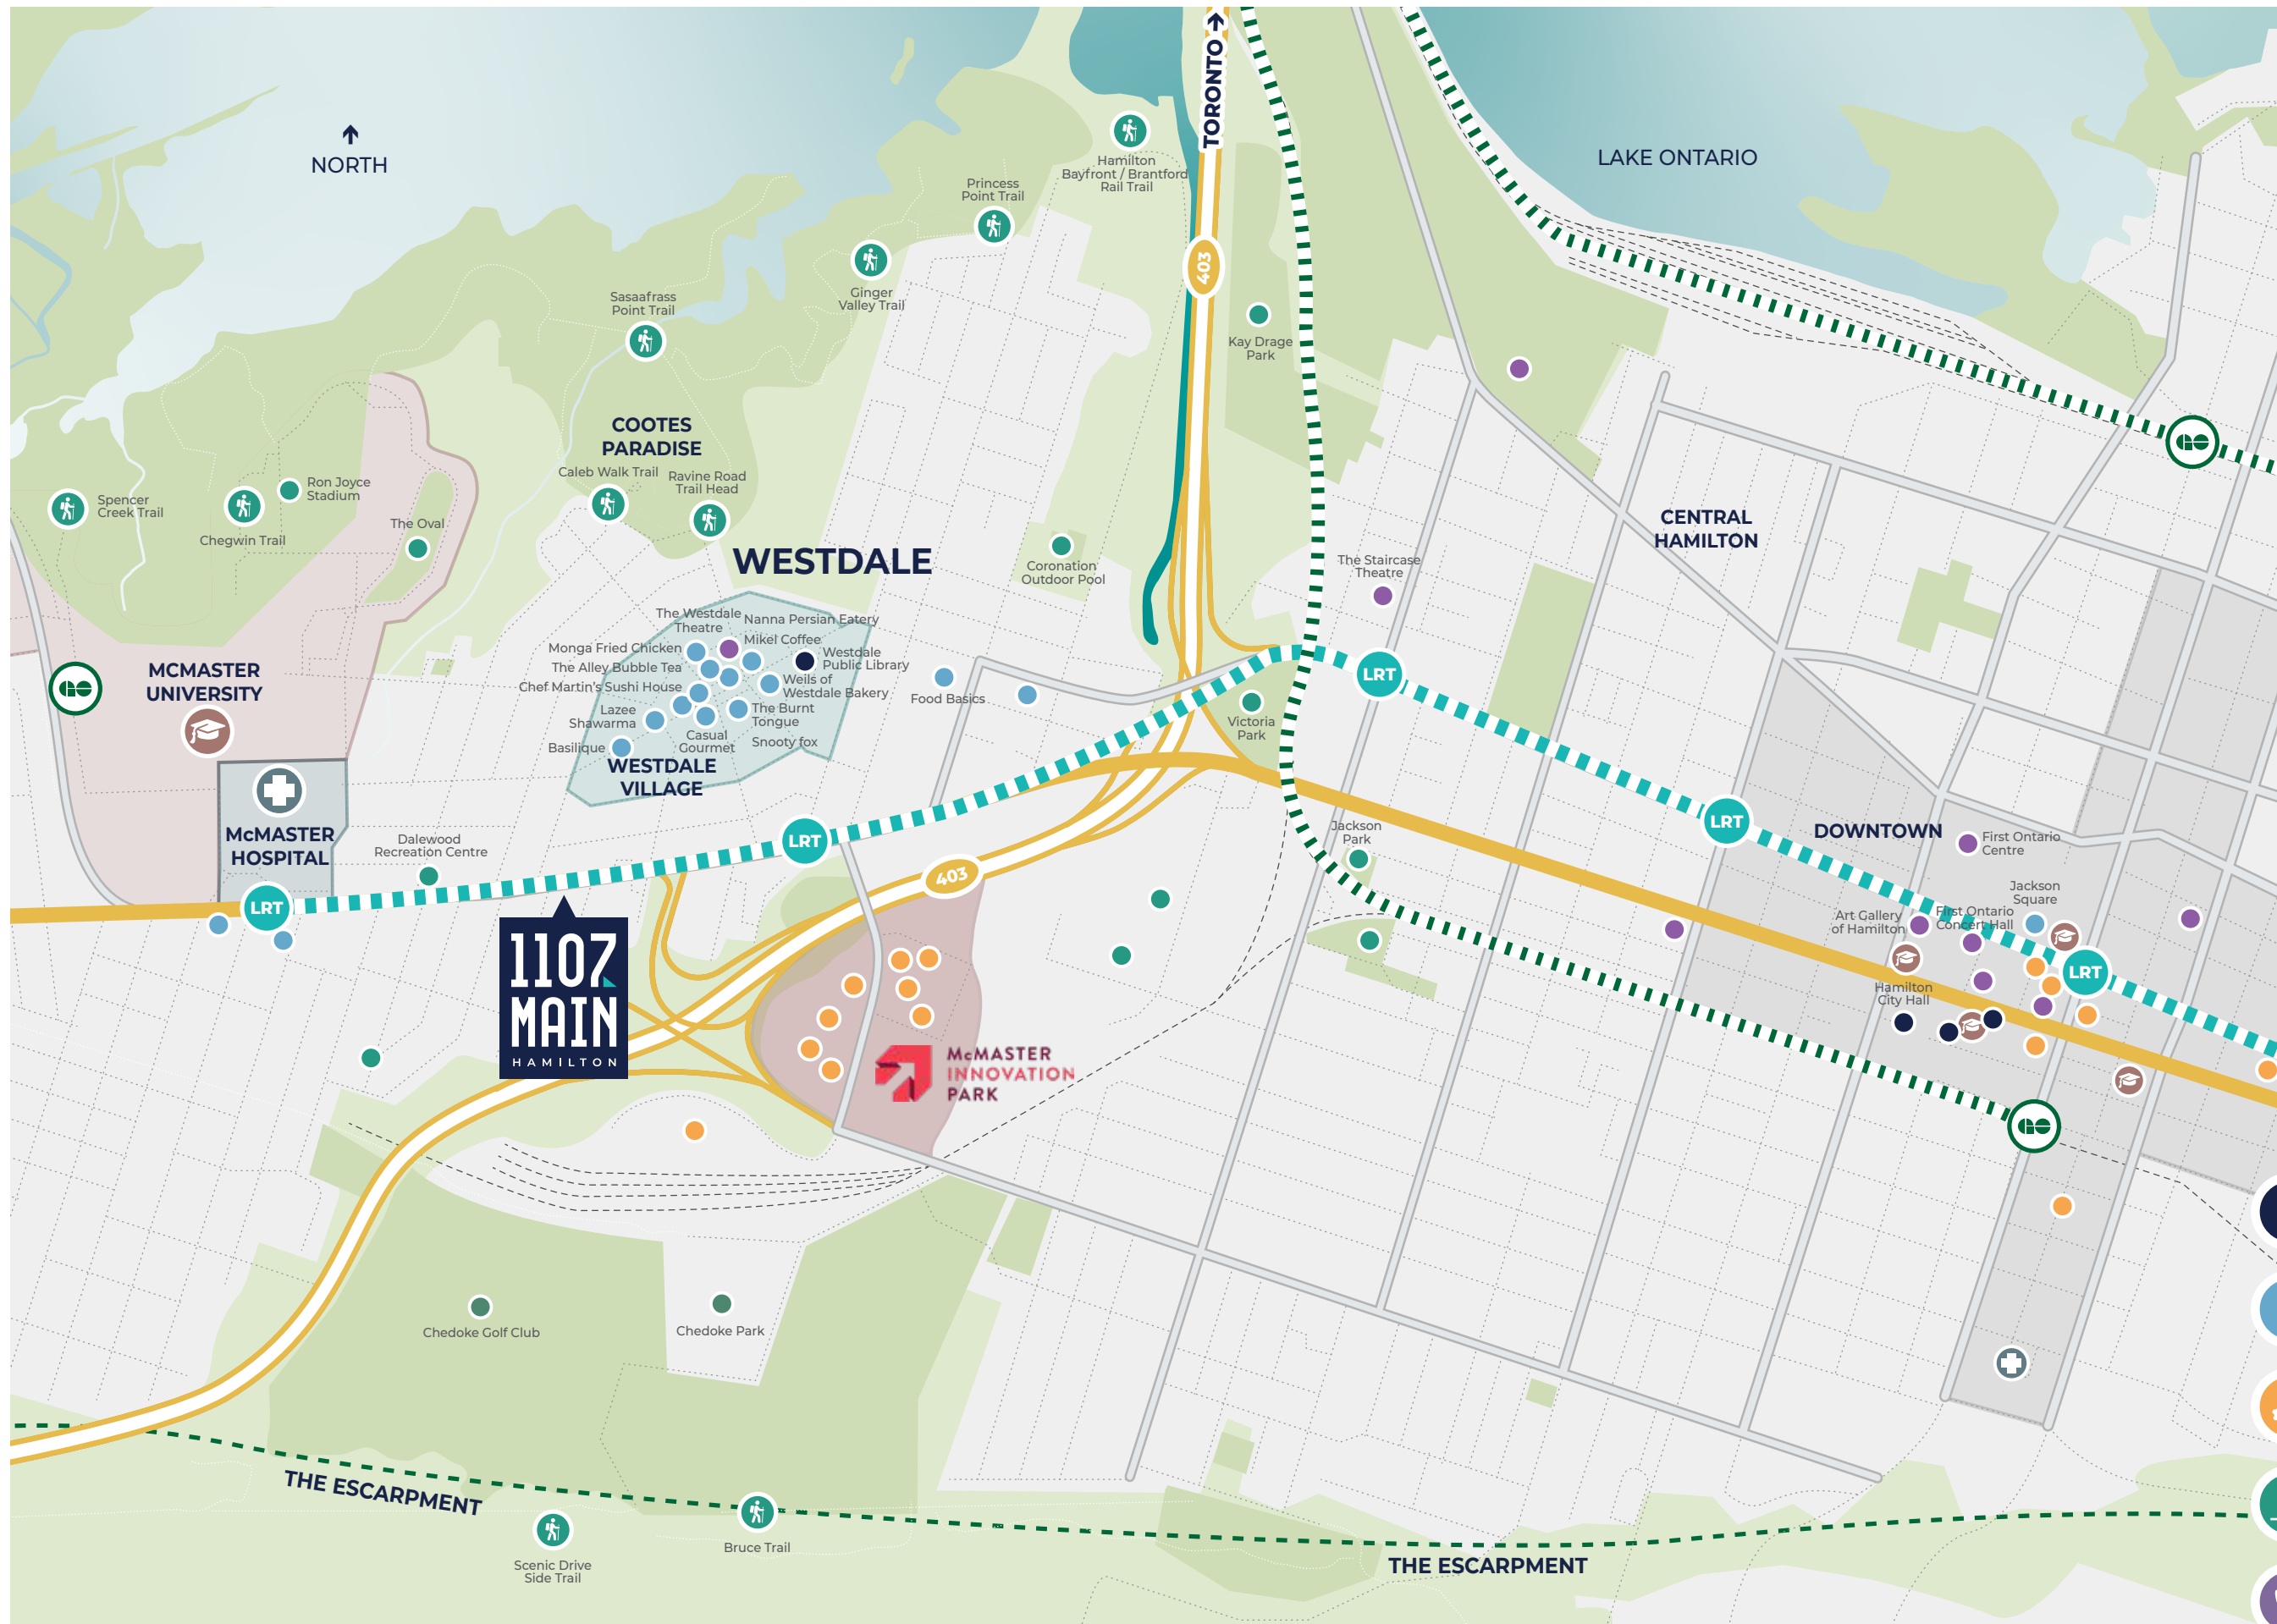 TORONTO
NORTH
LAKE ONTARIO
Hamilton
Bayfront / Brantford
Rail Trail
Princess
Point Trail
403
Ginger
Valley Trail
Sasaafrass
Point Trail
Kay Drage
Park
COOTES
PARADISE
Caleb Walk Trail
Ravine Road
Trail Head
Spencer
Creek Trail
Ron Joyce
Stadium
Chegwin Trail
The Oval
CENTRAL
HAMILTON
WESTDALE
Coronation
Outdoor Pool
The Staircase
Theatre
The Westdale
Theatre
Nanna Persian Eatery
Mikel Coffee
Monga Fried Chicken
The Alley Bubble Tea
Chef Martin's Sushi House
Westdale
Public Library
Weils of
Westdale Bakery
Lazee
Shawarma
The Burnt
Tongue
Casual
Gourmet
Snooty fox
Basilique
WESTDALE
VILLAGE
Food Basics
LRT
Victoria
Park
MCMASTER
UNIVERSITY
McMASTER
HOSPITAL
Dalewood
Recreation Centre
LRT
LRT
403
Jackson
Park
LRT
DOWNTOWN
First Ontario
Centre
Jackson
Square
Art Gallery
of Hamilton
First Ontario
Concert Hall
LRT
Hamilton
City Hall
1107
MAIN
HAMILTON
McMASTER
INNOVATION
PARK
Chedoke Golf Club
Chedoke Park
THE ESCARPMENT
Scenic Drive
Side Trail
Bruce Trail
THE ESCARPMENT